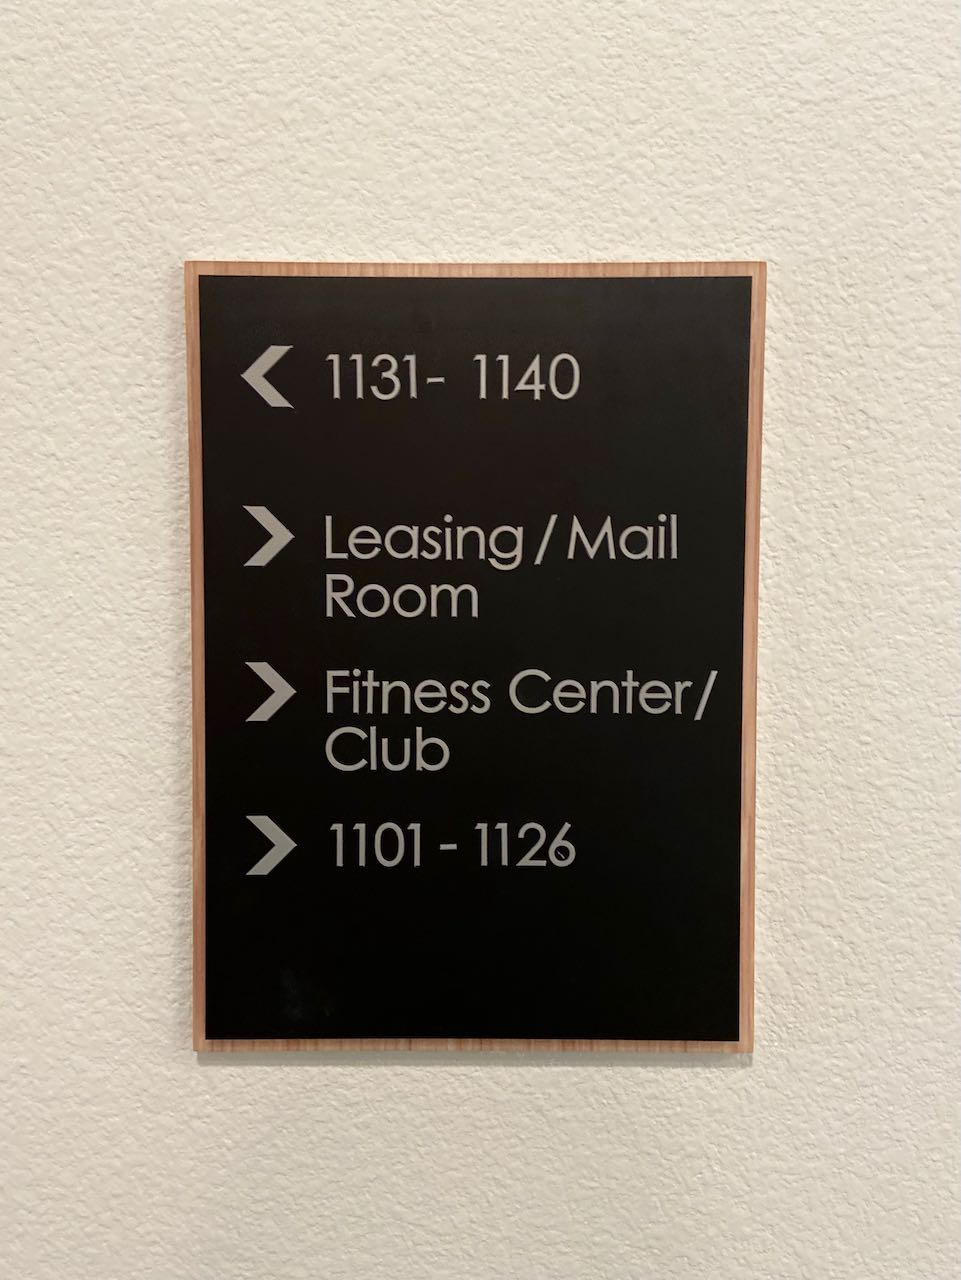 1131- 1140
Leasing / Mail
Room
Fitness Center/
Club
1101 - 1126